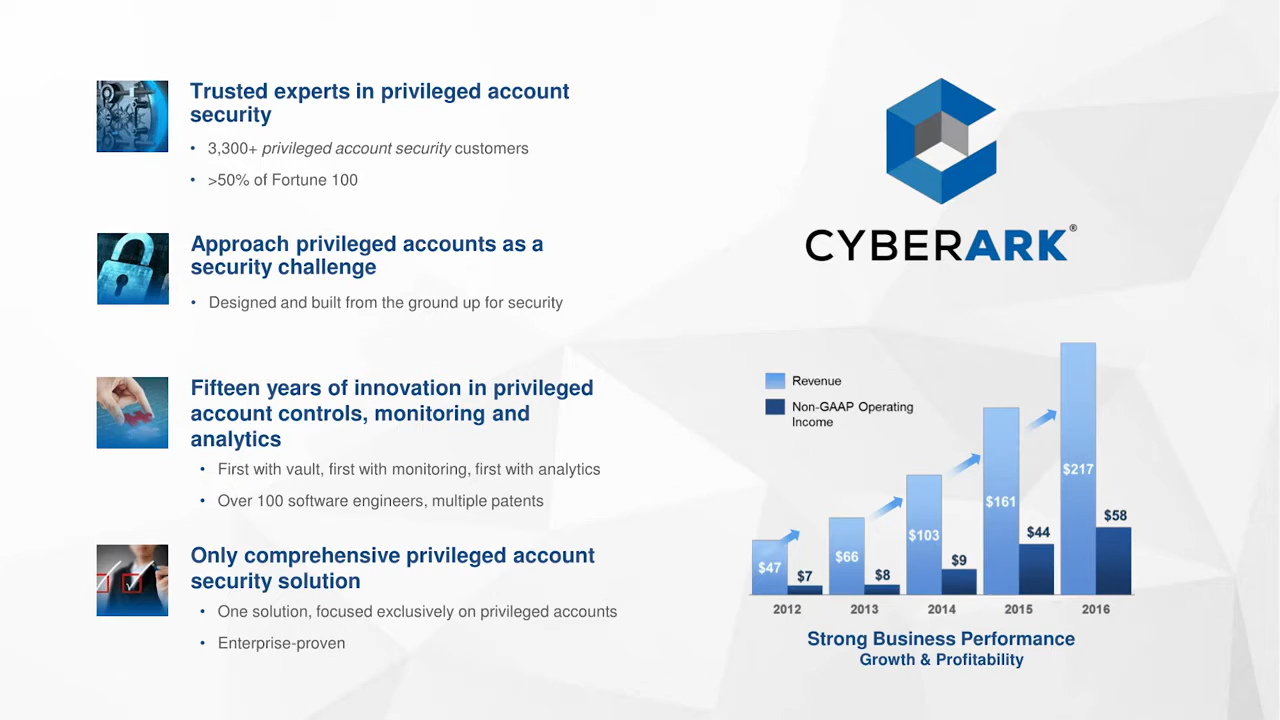 Trusted experts in privileged account
security
• 3,300+ privileged account security customers
• >50% of Fortune 100
Approach privileged accounts as a
security challenge
• Designed and built from the ground up for security
Fifteen years of innovation in privileged
account controls, monitoring and
analytics
• First with vault, first with monitoring, first with analytics
• Over 100 software engineers, multiple patents
Only comprehensive privileged account
security solution
• One solution, focused exclusively on privileged accounts
• Enterprise-proven
CYBERARK®
Revenue
Non-GAAP Operating
Income
$47 $7 $66 $8 $103 $9 $161 $44 $217 $58
2012 2013 2014 2015 2016
Strong Business Performance
Growth & Profitability